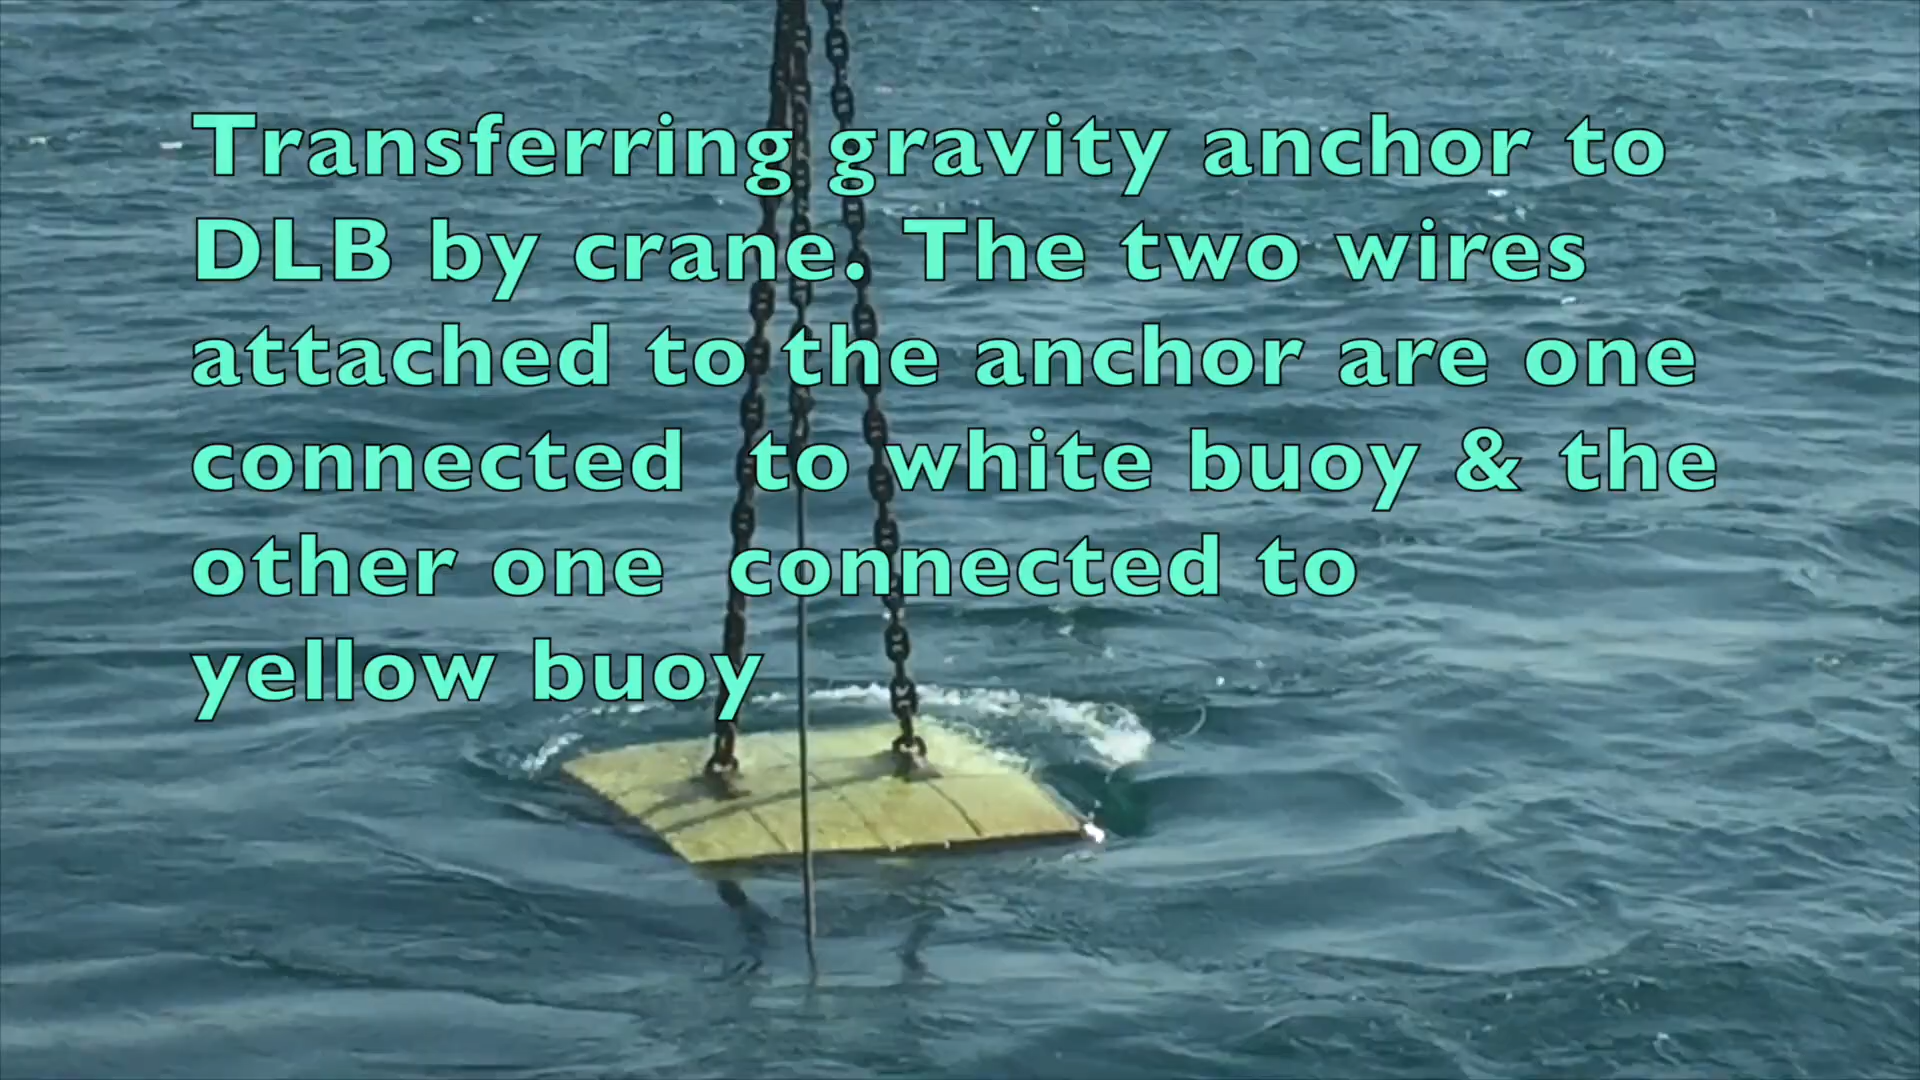 Transferring gravity anchor to
DLB by crane. The two wires
attached to the anchor are one
connected  to white buoy & the
other one  connected to
yellow buoy